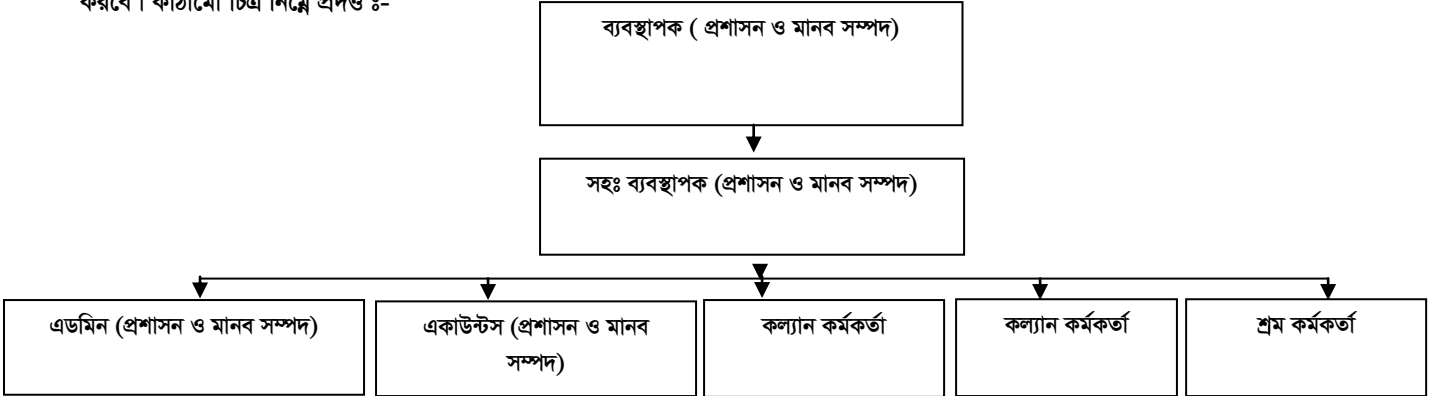 করবে। কাঠামো চিত্র নিম্নে প্রদত্ত ঃ-
ব্যবস্থাপক ( প্রশাসন ও মানব সম্পদ)
সহঃ ব্যবস্থাপক (প্রশাসন ও মানব সম্পদ)
এডমিন (প্রশাসন ও মানব সম্পদ)
একাউন্টস (প্রশাসন ও মানব
সম্পদ)
কল্যান কর্মকর্তা
কল্যান কর্মকর্তা
শ্রম কর্মকর্তা